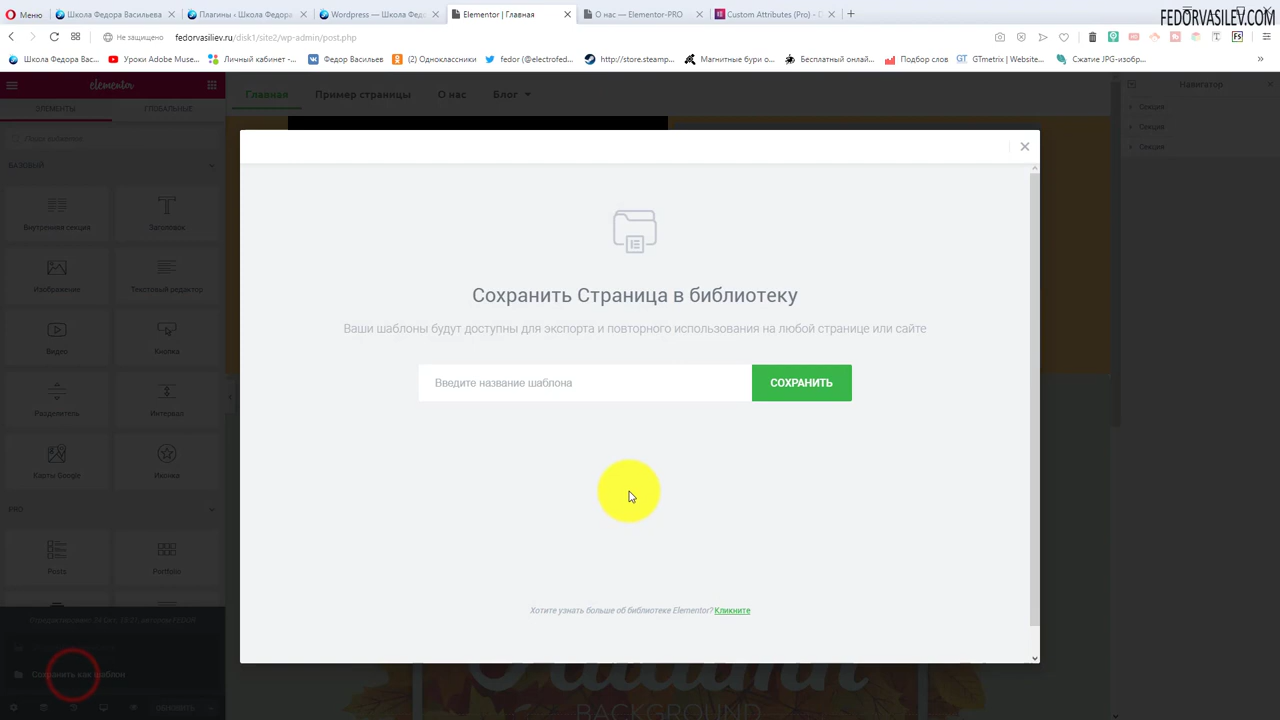 Меню
Школа Федора Васильева
Плагины ‹ Школа Федора
Wordpress — Школа Фед
Elementor | Главная
О нас — Elementor-PRO
Custom Attributes (Pro) - D
FEDORVASILEV.COM
Не защищено
fedorvasiliev.ru/disk1/site2/wp-admin/post.php
Школа Федора Вас...
Уроки Adobe Muse...
Личный кабинет -...
Федор Васильев
(2) Одноклассники
fedor (@electrofed...
http://store.steamp...
Магнитные бури о...
Бесплатный онлай...
Подбор слов
GTmetrix | Website...
Сжатие JPG-изобр...
elementor
ЭЛЕМЕНТЫ
ГЛОБАЛЬНЫЕ
Главная
Пример страницы
О нас
Блог
Навигатор
Секция
Секция
Секция
БАЗОВЫЙ
Внутренняя секция
Заголовок
Изображение
Текстовый редактор
Видео
Кнопка
Разделитель
Интервал
Карты Google
Иконка
PRO
Posts
Portfolio
Сохранить Страница в библиотеку
Ваши шаблоны будут доступны для экспорта и повторного использования на любой странице или сайте
Введите название шаблона
СОХРАНИТЬ
Хотите узнать больше об библиотеке Elementor? Кликните
Сохранить как шаблон
Autumn
BACKGROUND